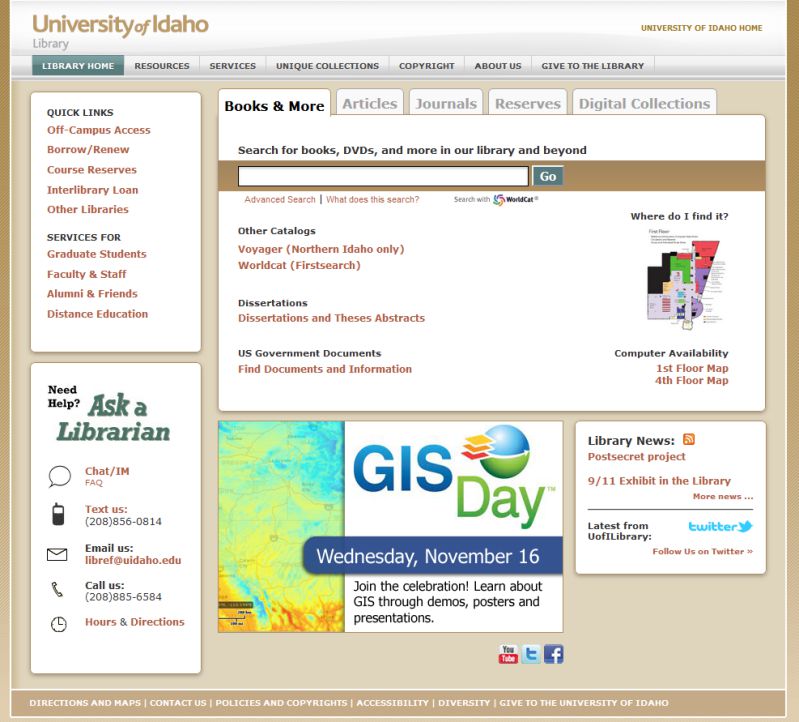 University of Idaho
Library
UNIVERSITY OF IDAHO HOME
LIBRARY HOME
RESOURCES
SERVICES
UNIQUE COLLECTIONS
COPYRIGHT
ABOUT US
GIVE TO THE LIBRARY
QUICK LINKS
Off-Campus Access
Borrow/Renew
Course Reserves
Interlibrary Loan
Other Libraries
SERVICES FOR
Graduate Students
Faculty & Staff
Alumni & Friends
Distance Education
Need
Help?
Ask a
Librarian
Chat/IM
FAQ
Text us:
(208)856-0814
Email us:
libref@uidaho.edu
Call us:
(208)885-6584
Hours & Directions
Books & More
Articles
Journals
Reserves
Digital Collections
Search for books, DVDs, and more in our library and beyond
Go
Advanced Search | What does this search?
Search with WorldCat®
Other Catalogs
Voyager (Northern Idaho only)
Worldcat (Firstsearch)
Dissertations
Dissertations and Theses Abstracts
US Government Documents
Find Documents and Information
Where do I find it?
First Floor
Computer Availability
1st Floor Map
4th Floor Map
GIS
Day™
Wednesday, November 16
Join the celebration! Learn about
GIS through demos, posters and
presentations.
Library News:
Postsecret project
9/11 Exhibit in the Library
More news ...
Latest from
UofILibrary:
twitter
Follow Us on Twitter »
You
Tube
t
f
DIRECTIONS AND MAPS | CONTACT US | POLICIES AND COPYRIGHTS | ACCESSIBILITY | DIVERSITY | GIVE TO THE UNIVERSITY OF IDAHO